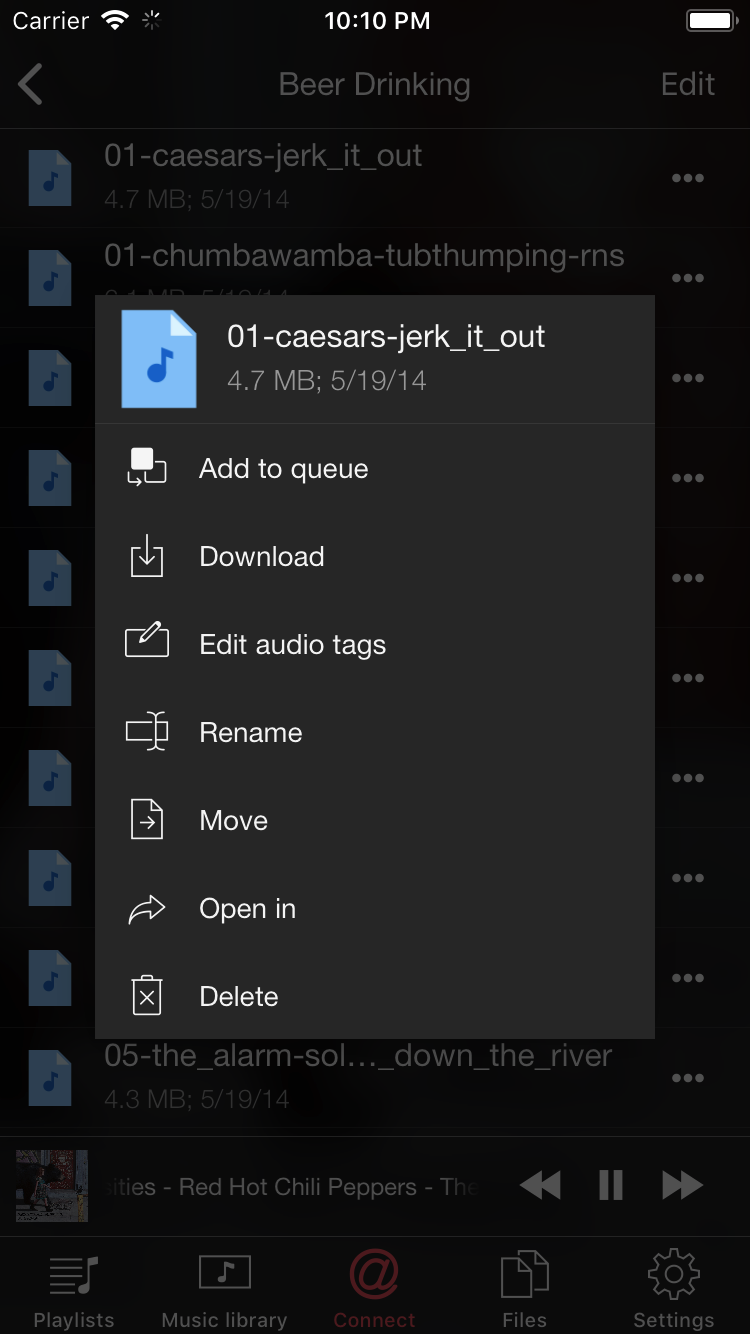 Carrier 10:10 PM
Beer Drinking Edit
01-caesars-jerk_it_out
4.7 MB; 5/19/14
01-chumbawamba-tubthumping-rns
01-caesars-jerk_it_out
4.7 MB; 5/19/14
Add to queue
Download
Edit audio tags
Rename
Move
Open in
Delete
05-the_alarm-sol..._down_the_river
4.3 MB; 5/19/14
sities - Red Hot Chili Peppers - The
Playlists Music library Connect Files Settings